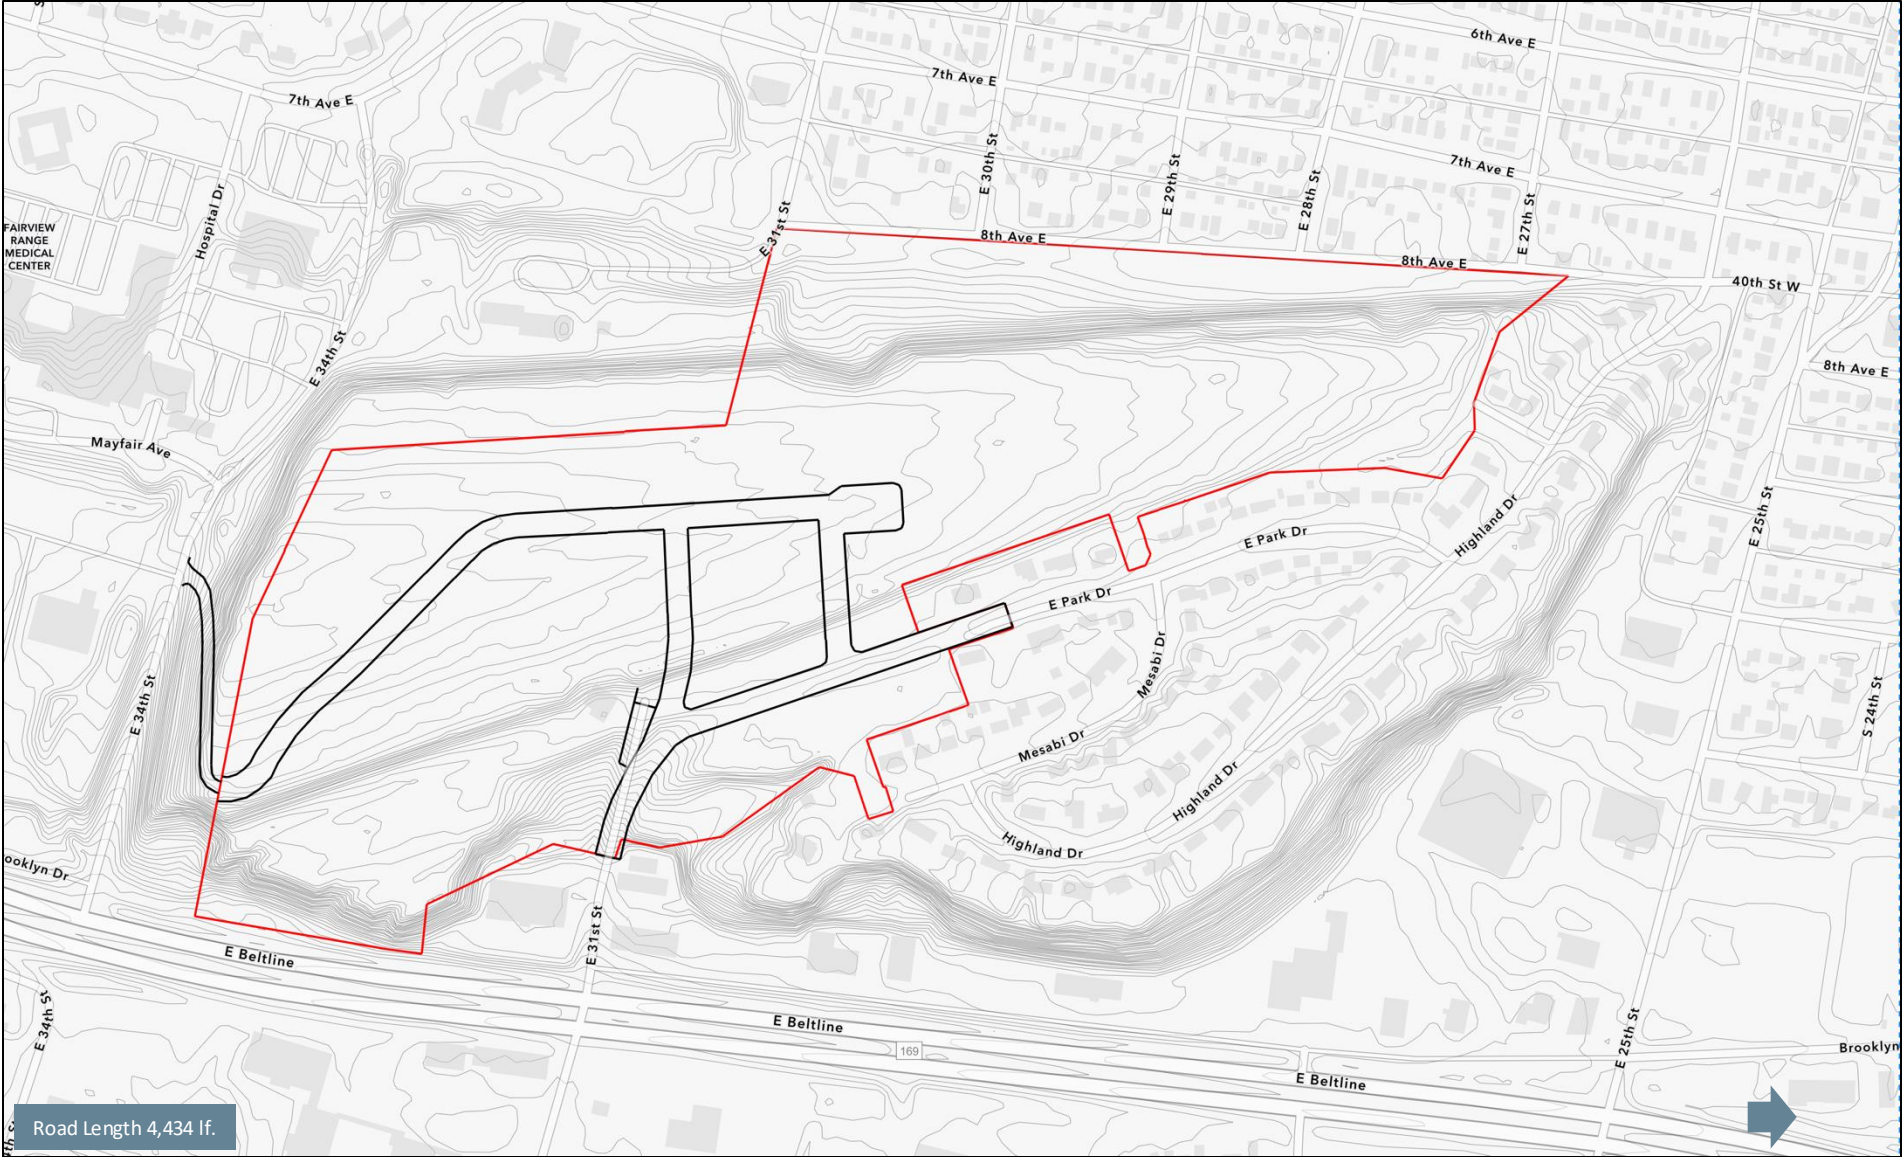 6th Ave E
7th Ave E
7th Ave E
7th Ave E
E 30th St
E 29th St
E 28th St
E 27th St
Hospital Dr
E 31st St
FAIRVIEW
RANGE
MEDICAL
CENTER
8th Ave E
8th Ave E
40th St W
E 34th St
8th Ave E
Mayfair Ave
E 25th St
Highland Dr
E Park Dr
E Park Dr
Mesabi Dr
E 34th St
S 24th St
Mesabi Dr
Highland Dr
Highland Dr
ooklyn Dr
E 31st St
E Beltline
E 34th St
E Beltline
169
E 25th St
Brooklyn
E Beltline
Road Length 4,434 lf.